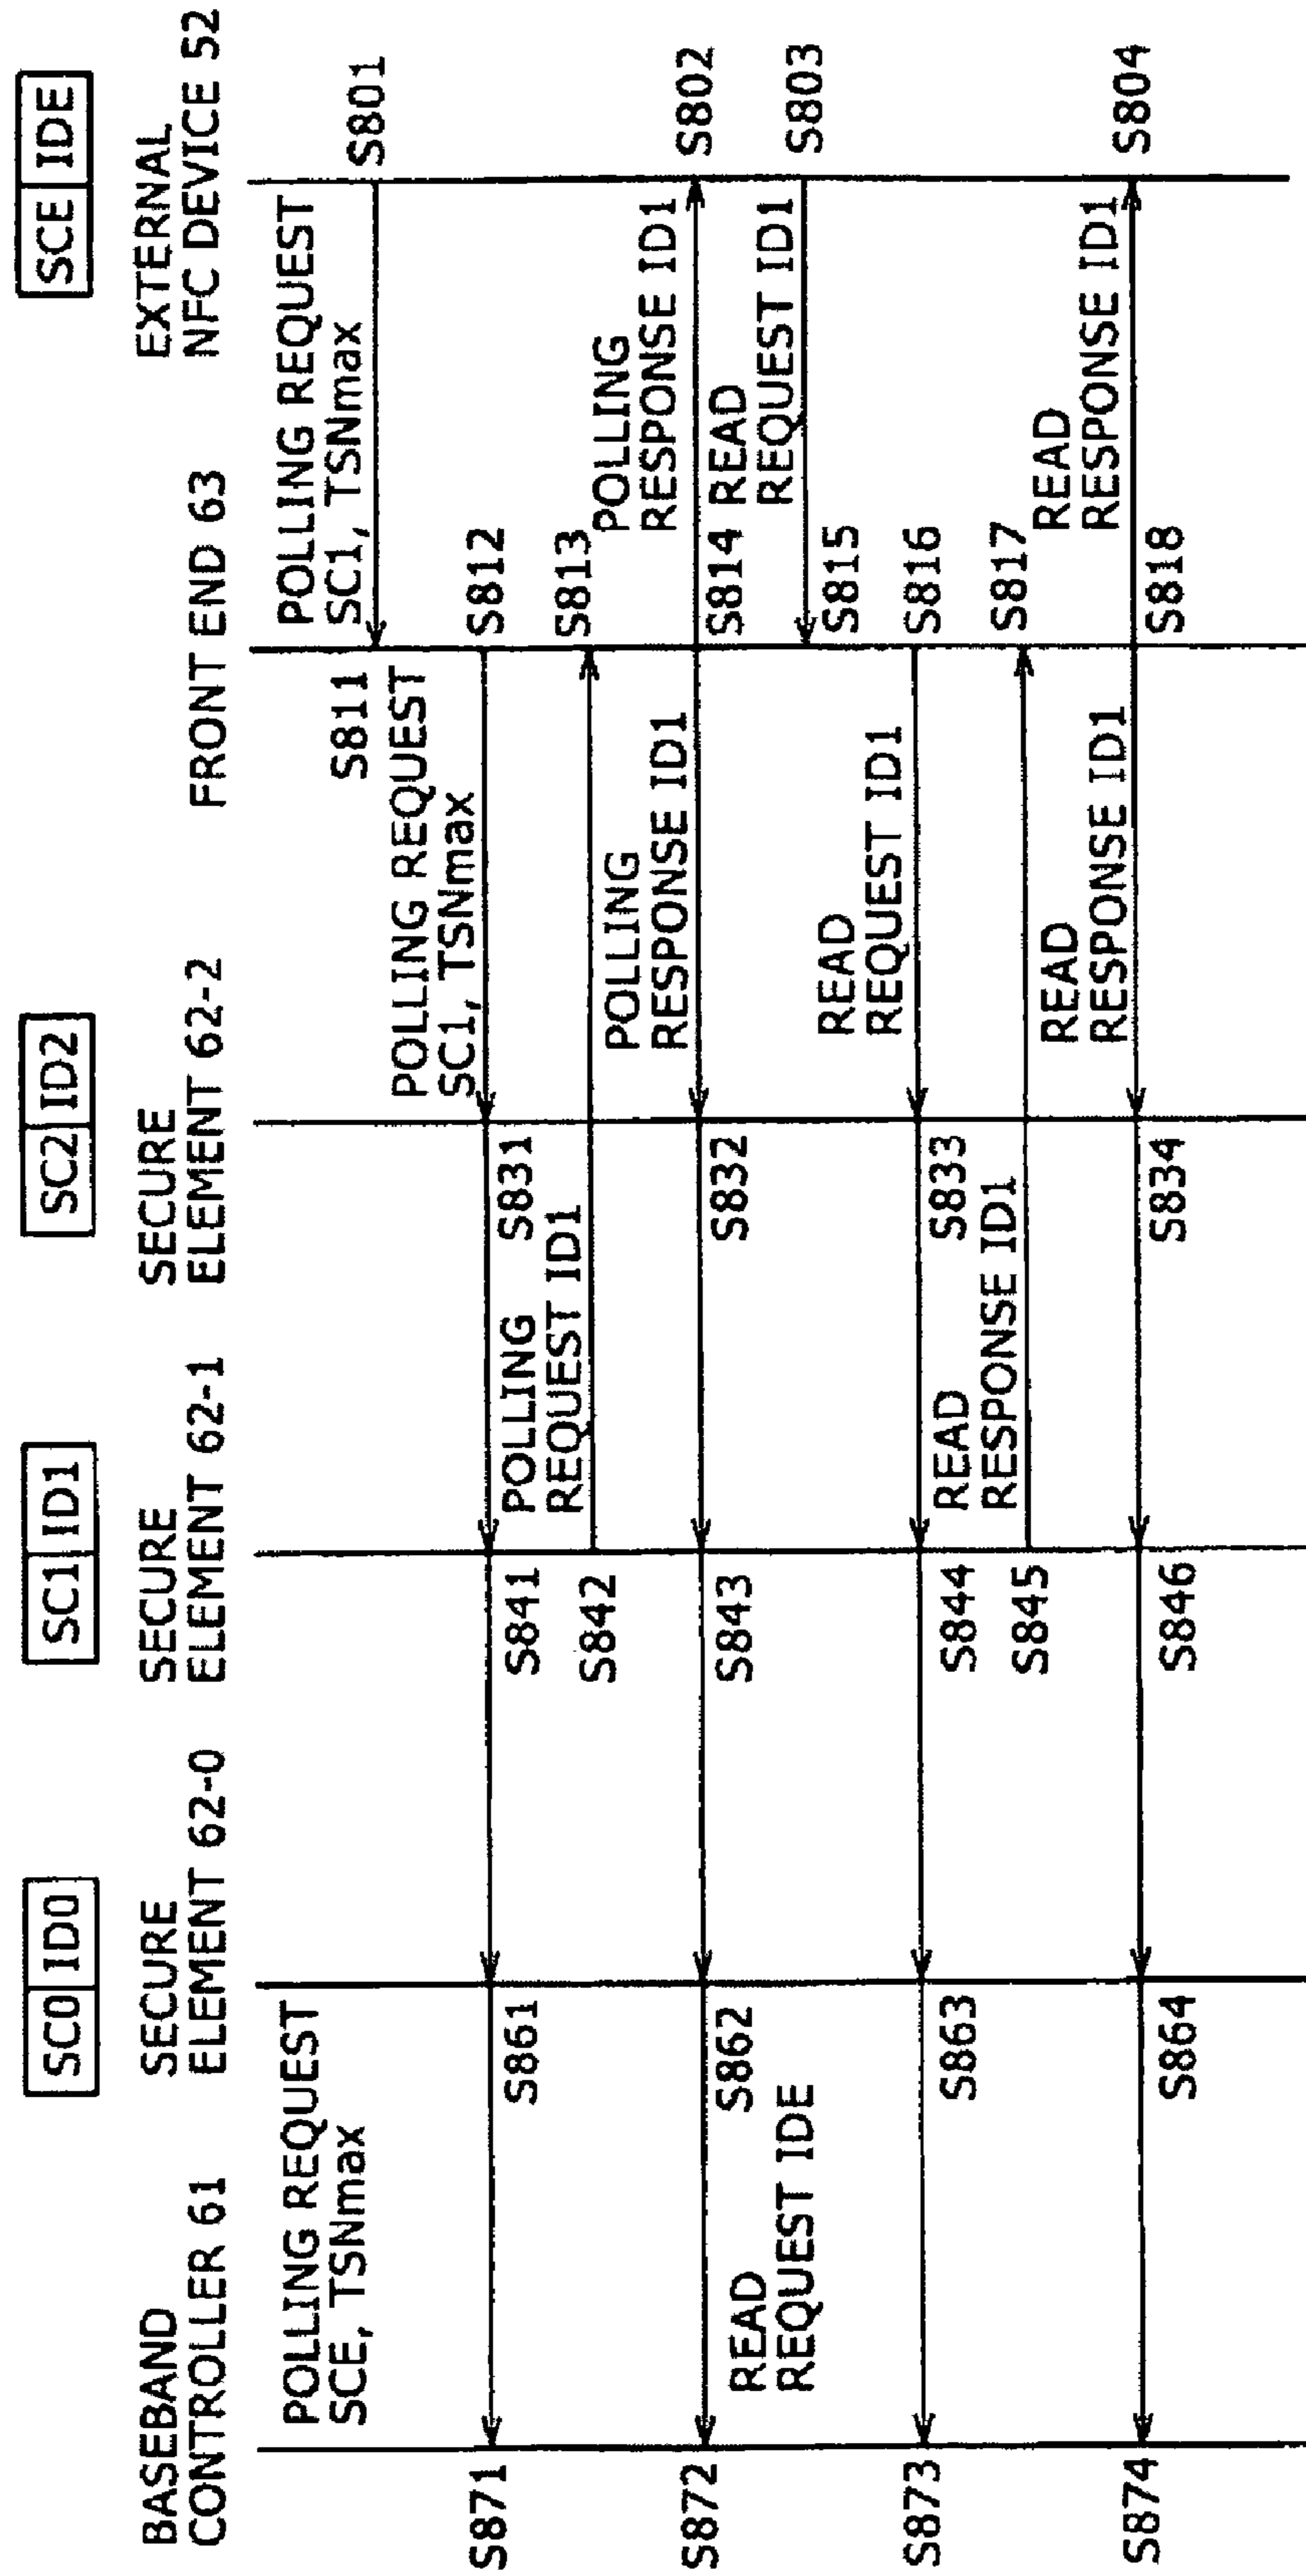 SC0 ID0
SC1 ID1
SC2 ID2
SCE IDE
BASEBAND
CONTROLLER 61
SECURE
ELEMENT 62-0
SECURE
ELEMENT 62-1
SECURE
ELEMENT 62-2
FRONT END 63
EXTERNAL
NFC DEVICE 52
POLLING REQUEST
SCE, TSNmax
POLLING REQUEST
SC1, TSNmax
S801
S811
POLLING REQUEST
SC1, TSNmax
S812
S871
S861
S841
S831
POLLING
REQUEST ID1
S842
S813
POLLING
RESPONSE ID1
POLLING
RESPONSE ID1
S802
S872
S862
S843
S832
S814
READ
REQUEST IDE
READ
REQUEST ID1
S803
S815
READ
REQUEST ID1
S816
S873
S863
S844
S833
READ
RESPONSE ID1
S845
S817
READ
RESPONSE ID1
READ
RESPONSE ID1
S804
S874
S864
S846
S834
S818